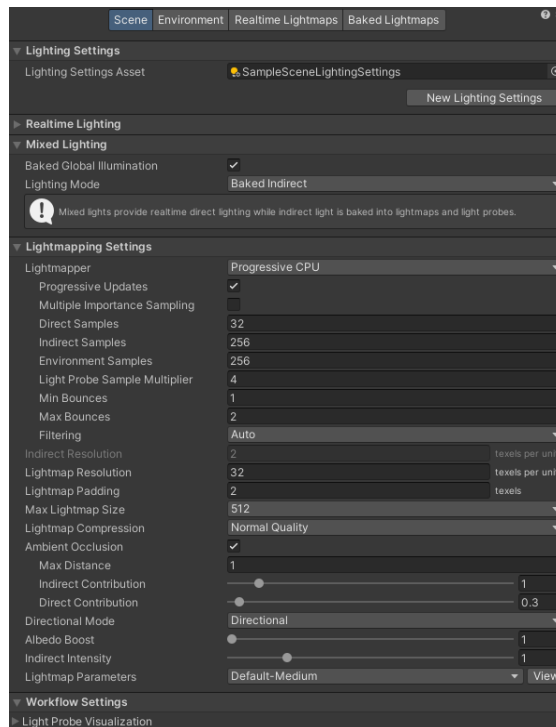 Scene Environment Realtime Lightmaps Baked Lightmaps
Lighting Settings
Lighting Settings Asset SampleSceneLightingSettings
New Lighting Settings
Realtime Lighting
Mixed Lighting
Baked Global Illumination
Lighting Mode Baked Indirect
Mixed lights provide realtime direct lighting while indirect light is baked into lightmaps and light probes.
Lightmapping Settings
Lightmapper Progressive CPU
Progressive Updates
Multiple Importance Sampling
Direct Samples 32
Indirect Samples 256
Environment Samples 256
Light Probe Sample Multiplier 4
Min Bounces 1
Max Bounces 2
Filtering Auto
Indirect Resolution 2 texels per uni
Lightmap Resolution 32 texels per uni
Lightmap Padding 2 texels
Max Lightmap Size 512
Lightmap Compression Normal Quality
Ambient Occlusion
Max Distance 1
Indirect Contribution 1
Direct Contribution 0.3
Directional Mode Directional
Albedo Boost 1
Indirect Intensity 1
Lightmap Parameters Default-Medium View
Workflow Settings
Light Probe Visualization